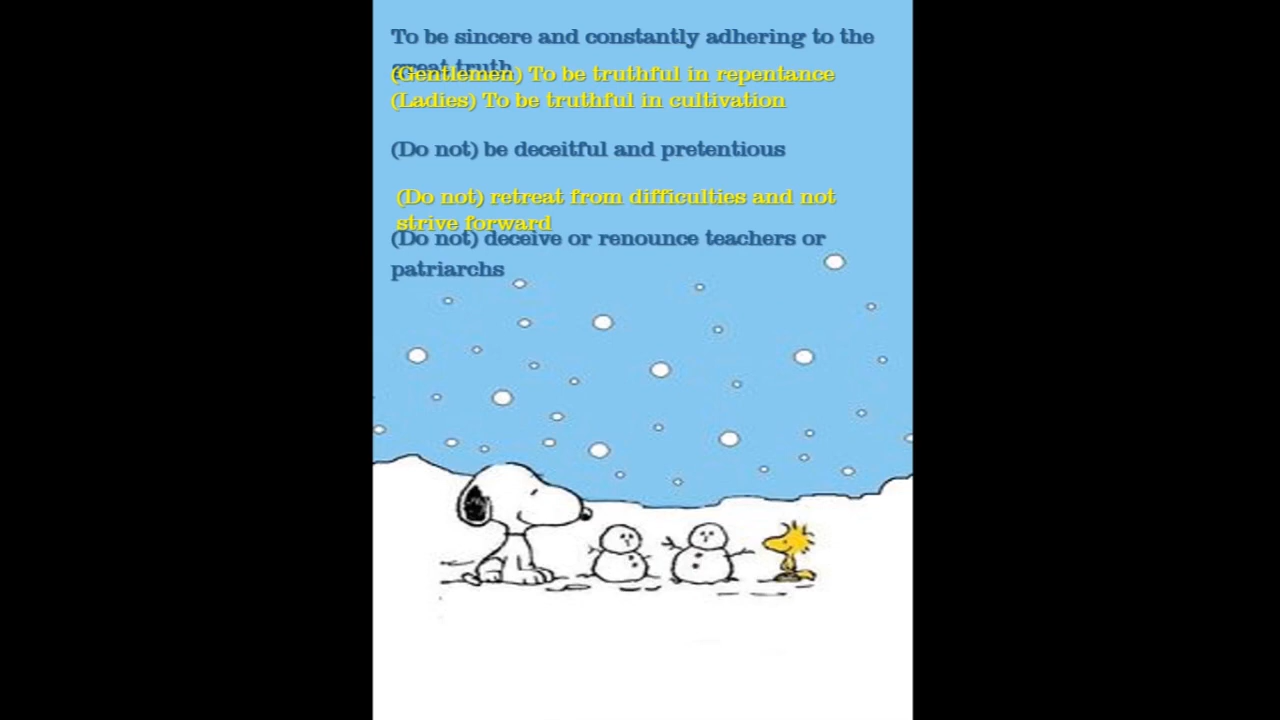 To be sincere and constantly adhering to the
great truth
(Gentlemen) To be truthful in repentance
(Ladies) To be truthful in cultivation
(Do not) be deceitful and pretentious
(Do not) retreat from difficulties and not
strive forward
(Do not) deceive or renounce teachers or
patriarchs